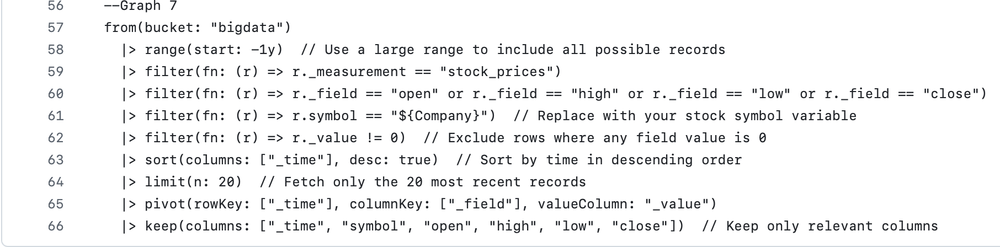 56 --Graph 7
57 from(bucket: "bigdata")
58 |> range(start: -1y)  // Use a large range to include all possible records
59 |> filter(fn: (r) => r._measurement == "stock_prices")
60 |> filter(fn: (r) => r._field == "open" or r._field == "high" or r._field == "low" or r._field == "close")
61 |> filter(fn: (r) => r.symbol == "${Company}")  // Replace with your stock symbol variable
62 |> filter(fn: (r) => r._value != 0)  // Exclude rows where any field value is 0
63 |> sort(columns: ["_time"], desc: true)  // Sort by time in descending order
64 |> limit(n: 20)  // Fetch only the 20 most recent records
65 |> pivot(rowKey: ["_time"], columnKey: ["_field"], valueColumn: "_value")
66 |> keep(columns: ["_time", "symbol", "open", "high", "low", "close"])  // Keep only relevant columns